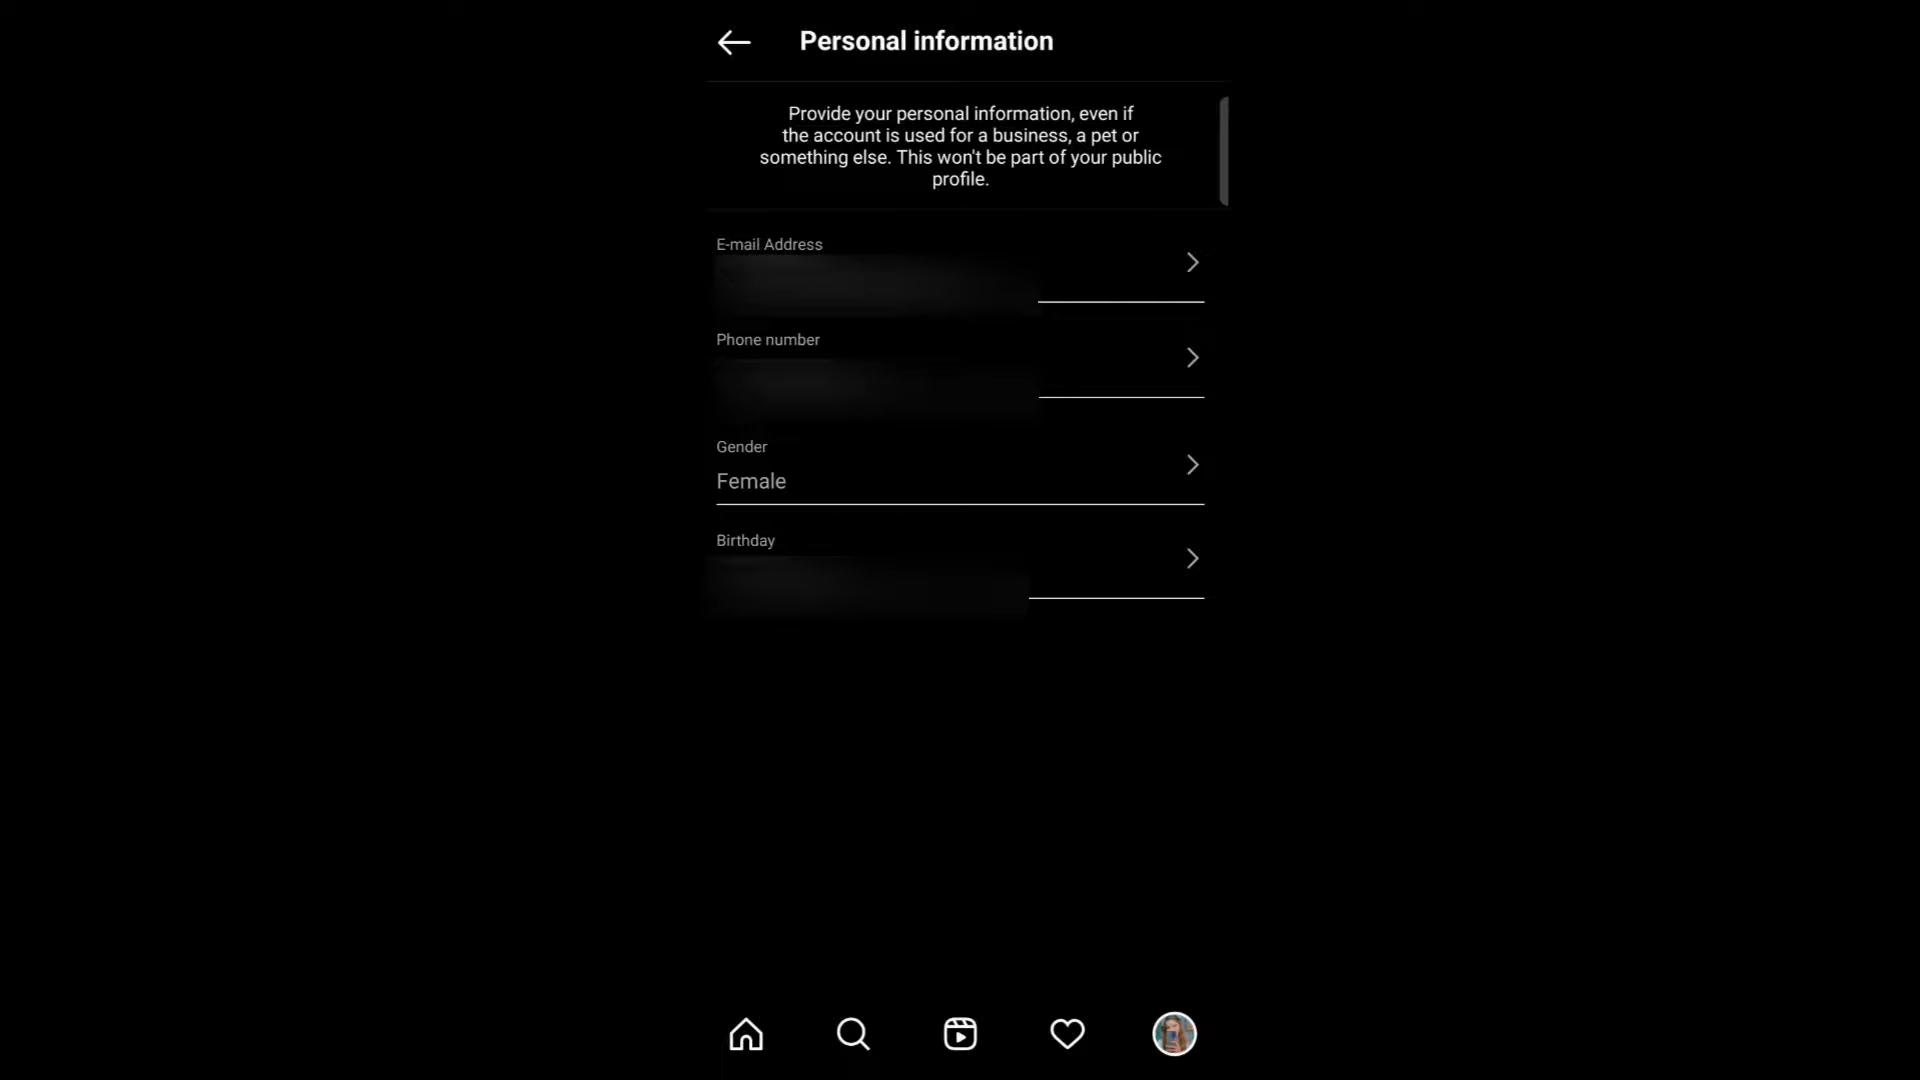 Personal information
Provide your personal information, even if
the account is used for a business, a pet or
something else. This won't be part of your public
profile.
E-mail Address
Phone number
Gender
Female
Birthday